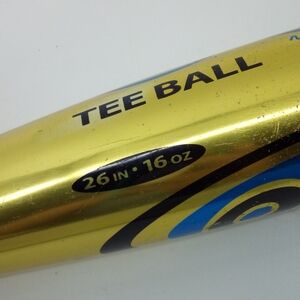 TEE BALL
26 IN • 16 OZ